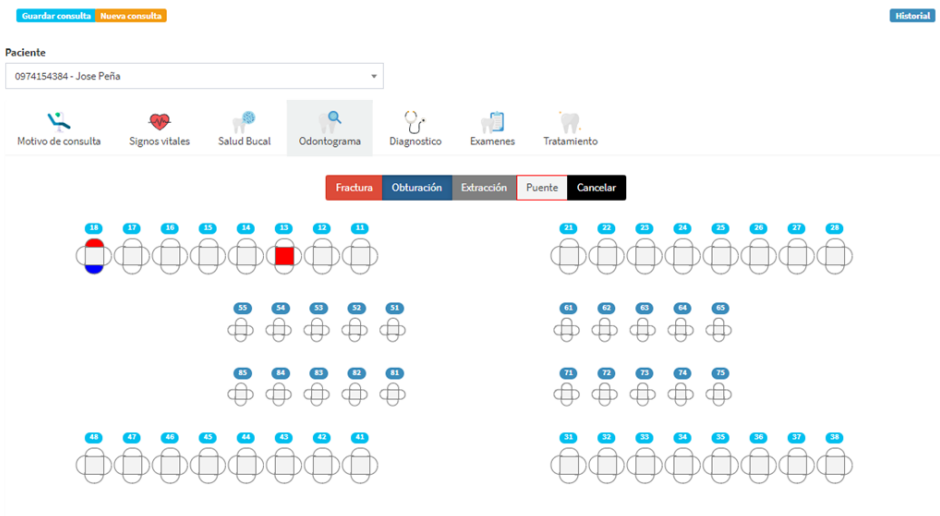 Guardar consulta Nueva consulta Historial
Paciente
0974154384 - Jose Peña
Motivo de consulta Signos vitales Salud Bucal Odontograma Diagnostico Examenes Tratamiento
Fractura Obturación Extracción Puente Cancelar
18 17 16 15 14 13 12 11 21 22 23 24 25 26 27 28
55 54 53 52 51 61 62 63 64 65
85 84 83 82 81 71 72 73 74 75
48 47 46 45 44 43 42 41 31 32 33 34 35 36 37 38